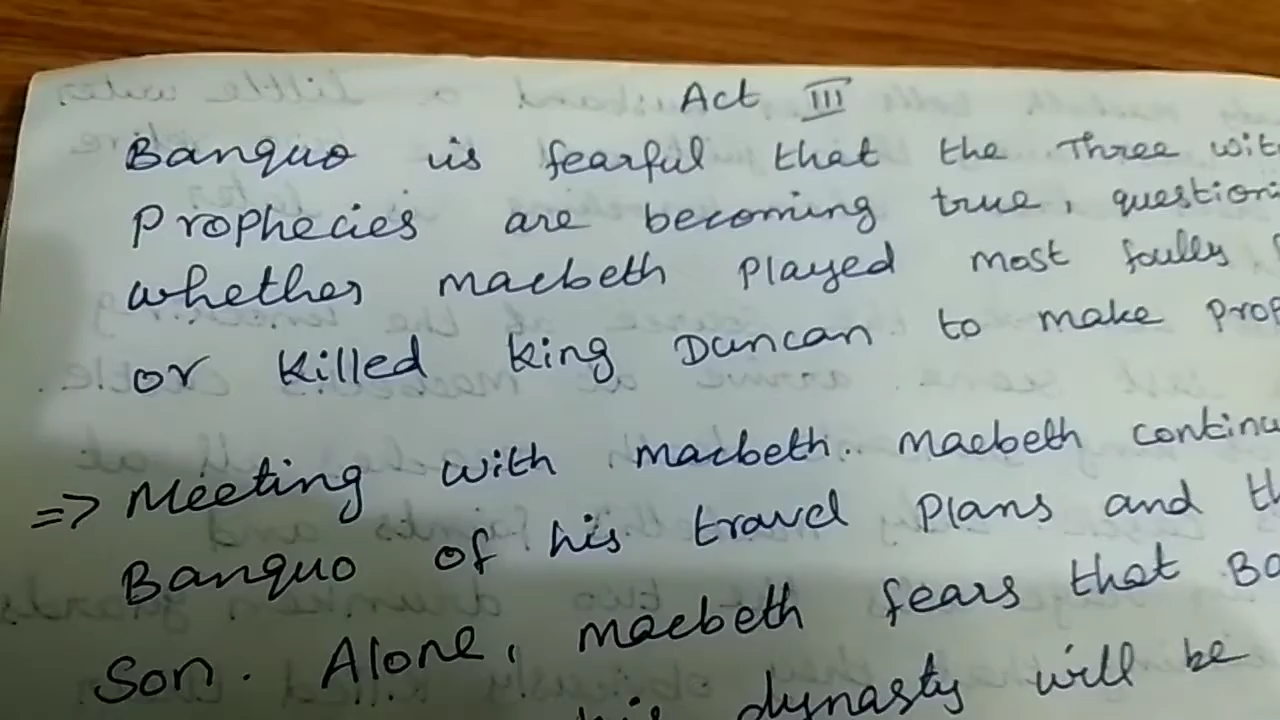 Act III
Banquo is fearful that the Three wit
Prophecies are becoming true, questioni
whether macbeth Played most foully
or killed king Duncan to make prop
=> Meeting with macbeth. macbeth continu
Banquo of his travel Plans and th
Son. Alone, macbeth fears that Ba
his dynasty will be